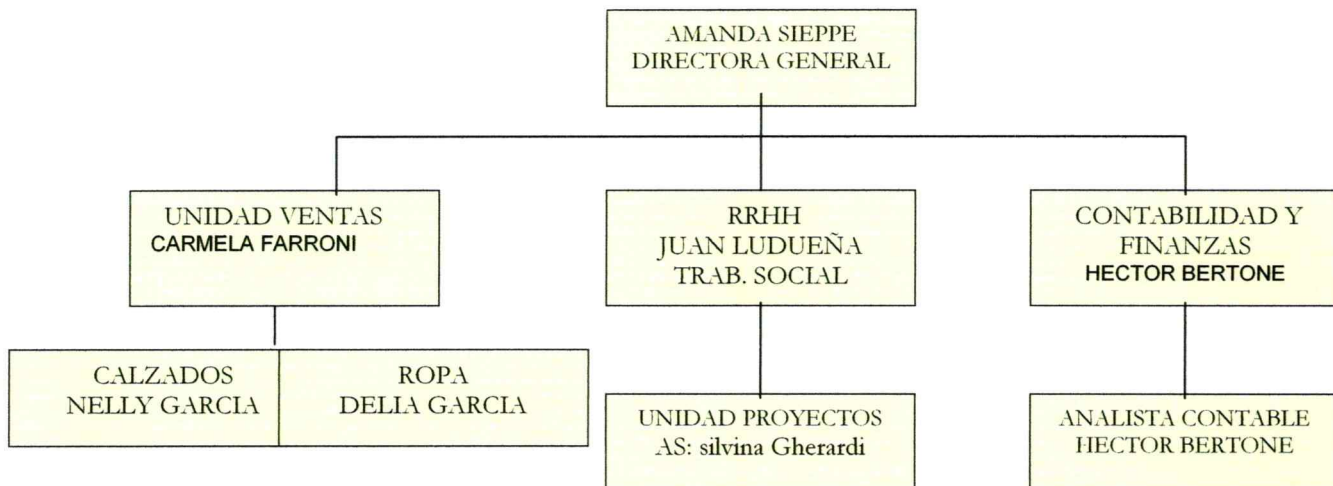 AMANDA SIEPPE
DIRECTORA GENERAL
UNIDAD VENTAS
CARMELA FARRONI
RRHH
JUAN LUDUEÑA
TRAB. SOCIAL
CONTABILIDAD Y
FINANZAS
HECTOR BERTONE
CALZADOS
NELLY GARCIA
ROPA
DELIA GARCIA
UNIDAD PROYECTOS
AS: silvina Gherardi
ANALISTA CONTABLE
HECTOR BERTONE